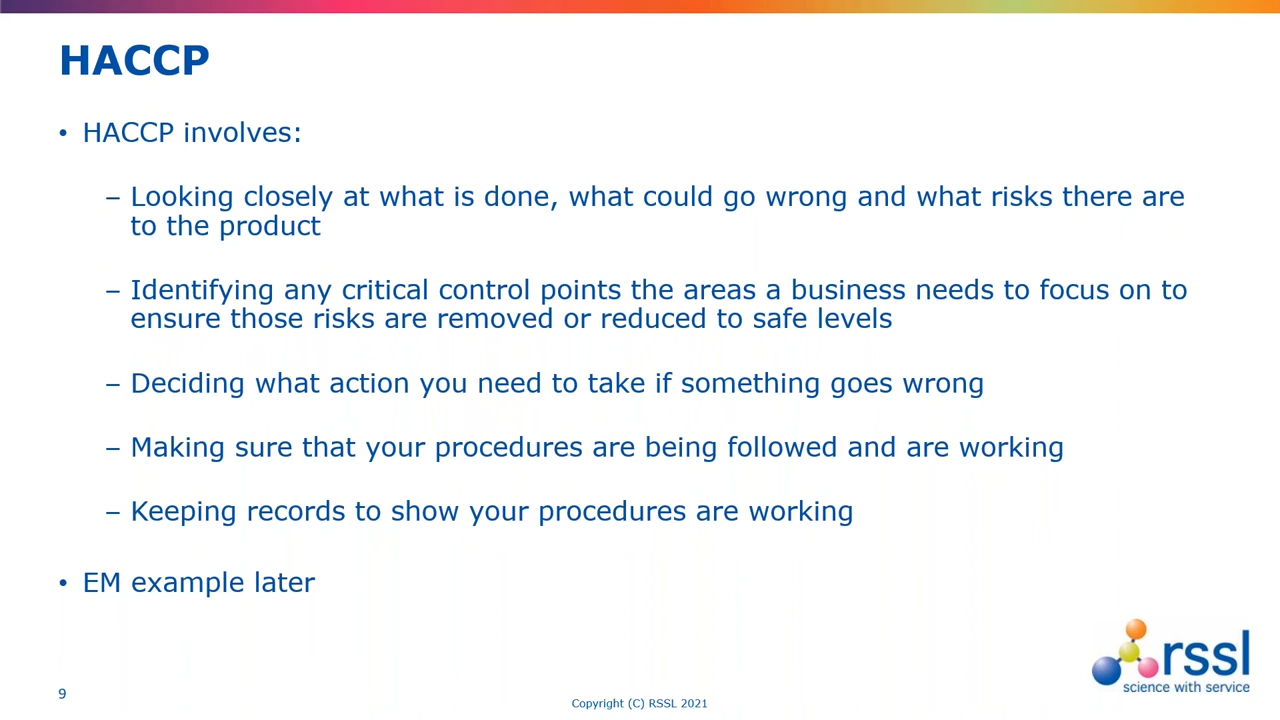 HACCP
• HACCP involves:
– Looking closely at what is done, what could go wrong and what risks there are
to the product
– Identifying any critical control points the areas a business needs to focus on to
ensure those risks are removed or reduced to safe levels
– Deciding what action you need to take if something goes wrong
– Making sure that your procedures are being followed and are working
– Keeping records to show your procedures are working
• EM example later
rssl
science with service
9
Copyright (C) RSSL 2021